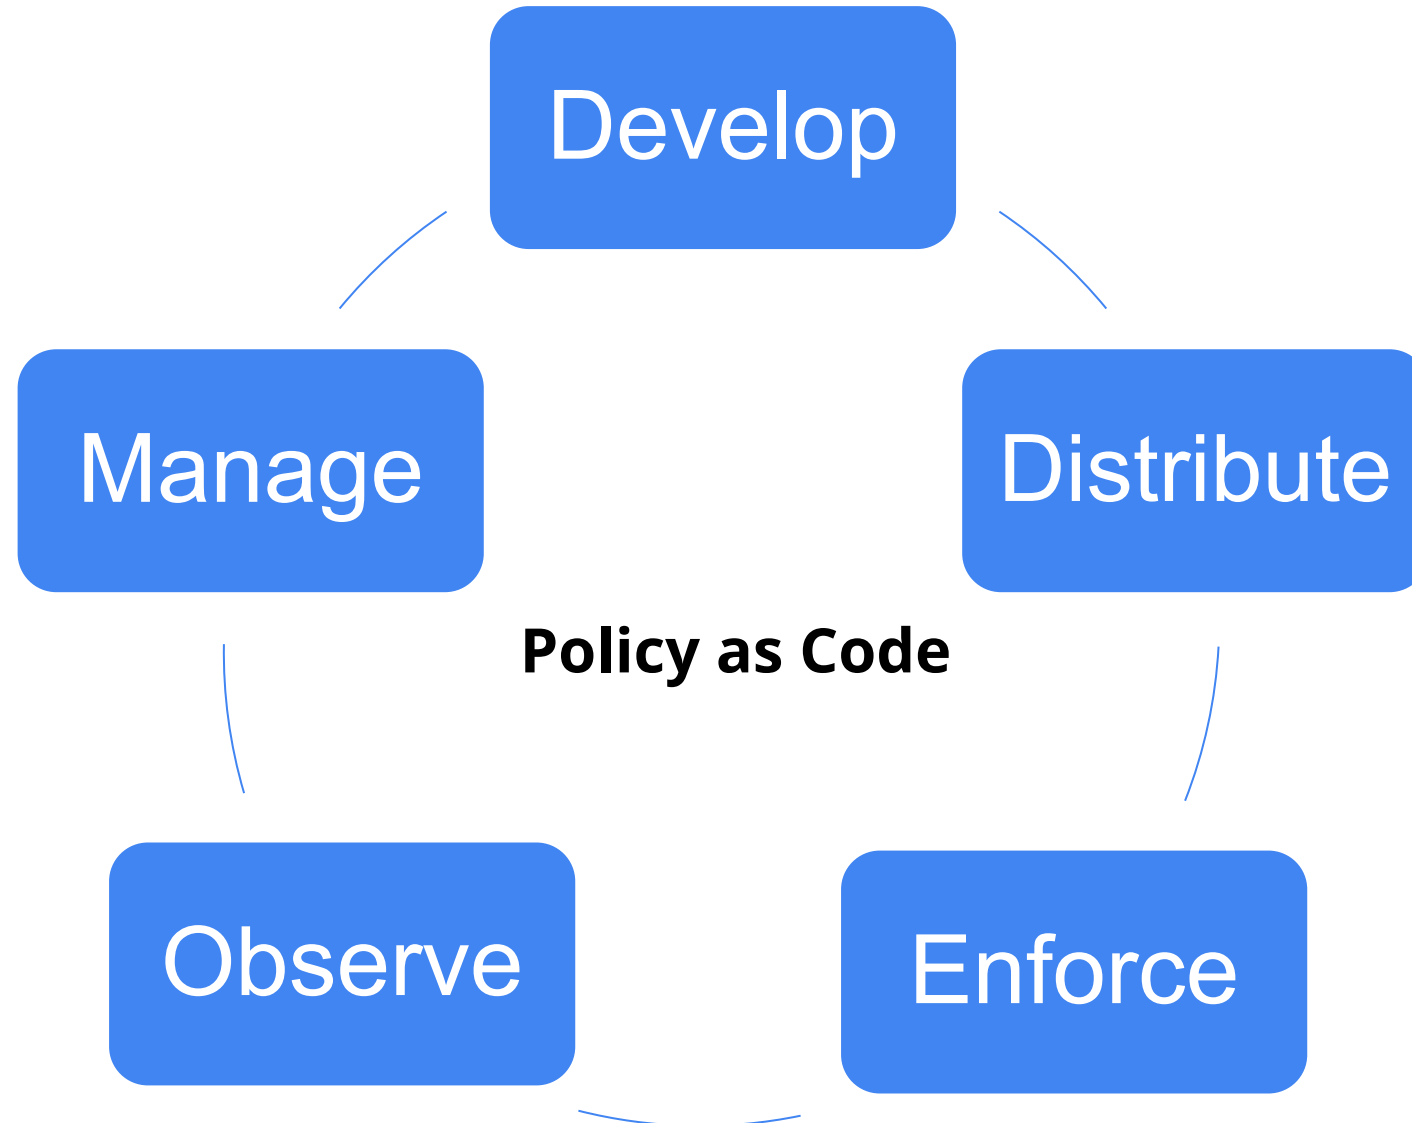 Develop
Manage
Distribute
Policy as Code
Observe
Enforce